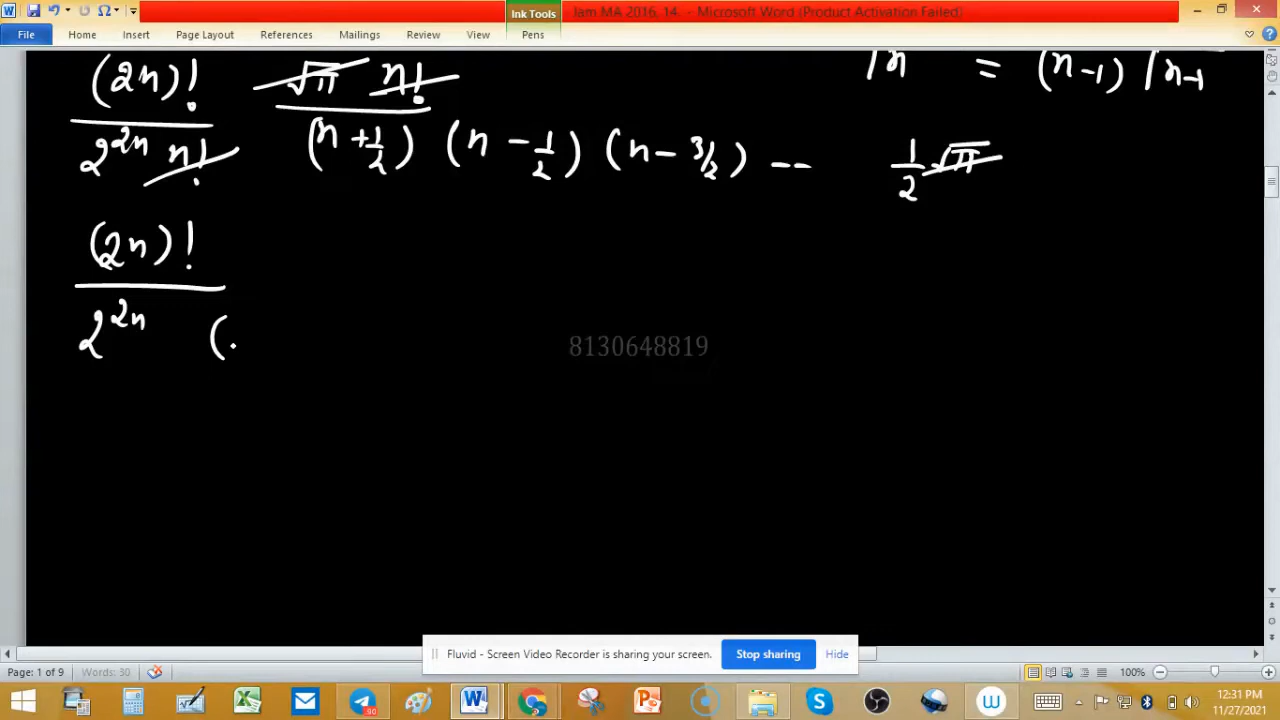 Ink Tools
Jam MA 2016. 14. - Microsoft Word (Product Activation Failed)
File Home Insert Page Layout References Mailings Review View Pens
(2n)! √π n! Γn = (n-1) Γn-1
2^2n n! (n + 1/2) (n - 1/2) (n - 3/2) -- 1/2 √π
(2n)!
2^2n (.
8130648819
Fluvid - Screen Video Recorder is sharing your screen. Stop sharing Hide
Page: 1 of 9 Words: 30 100%
12:31 PM
11/27/2021